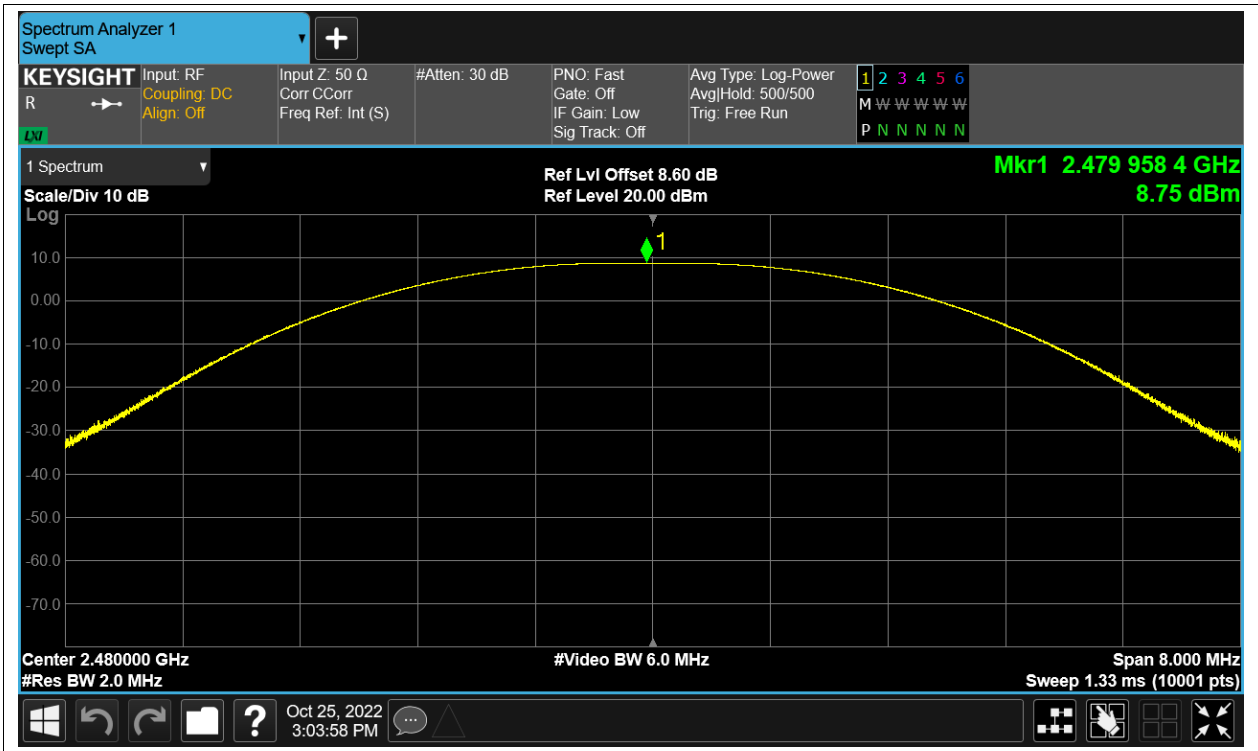 Spectrum Analyzer 1
Swept SA
KEYSIGHT
R
LXI
Input: RF
Coupling: DC
Align: Off
Input Z: 50 Ω
Corr CCorr
Freq Ref: Int (S)
#Atten: 30 dB
PNO: Fast
Gate: Off
IF Gain: Low
Sig Track: Off
Avg Type: Log-Power
Avg|Hold: 500/500
Trig: Free Run
1 2 3 4 5 6
M W W W W W
P N N N N N
1 Spectrum
Scale/Div 10 dB
Log
Ref Lvl Offset 8.60 dB
Ref Level 20.00 dBm
Mkr1 2.479 958 4 GHz
8.75 dBm
1
10.0
0.00
-10.0
-20.0
-30.0
-40.0
-50.0
-60.0
-70.0
Center 2.480000 GHz
#Res BW 2.0 MHz
#Video BW 6.0 MHz
Span 8.000 MHz
Sweep 1.33 ms (10001 pts)
?
Oct 25, 2022
3:03:58 PM